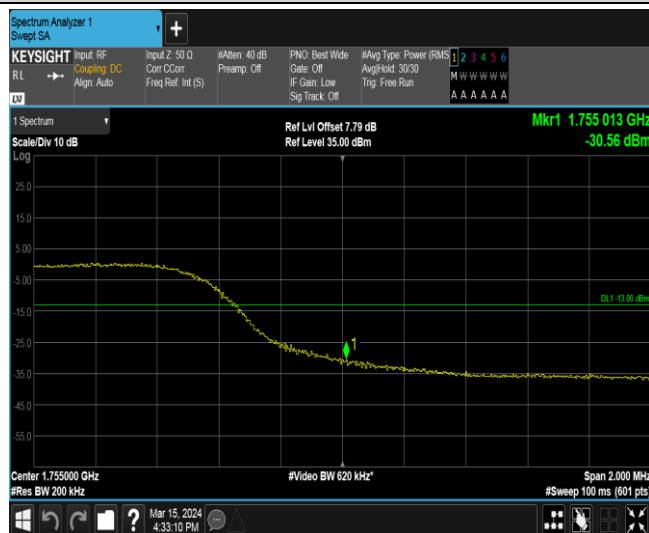 Spectrum Analyzer 1
Swept SA
KEYSIGHT
RL
LXI
Input: RF
Coupling: DC
Align: Auto
Input Z: 50 Ω
Corr CCorr
Freq Ref: Int (S)
#Atten: 40 dB
Preamp: Off
PNO: Best Wide
Gate: Off
IF Gain: Low
Sig Track: Off
#Avg Type: Power (RMS
Avg|Hold: 30/30
Trig: Free Run
1 2 3 4 5 6
M W W W W W
A A A A A A
1 Spectrum
Scale/Div 10 dB
Log
Ref Lvl Offset 7.79 dB
Ref Level 35.00 dBm
Mkr1 1.755 013 GHz
-30.56 dBm
25.0
15.0
5.00
-5.00
DL1 -13.00 dBm
-15.0
1
-25.0
-35.0
-45.0
-55.0
Center 1.755000 GHz
#Res BW 200 kHz
#Video BW 620 kHz*
Span 2.000 MHz
#Sweep 100 ms (601 pts)
?
Mar 15, 2024
4:33:10 PM